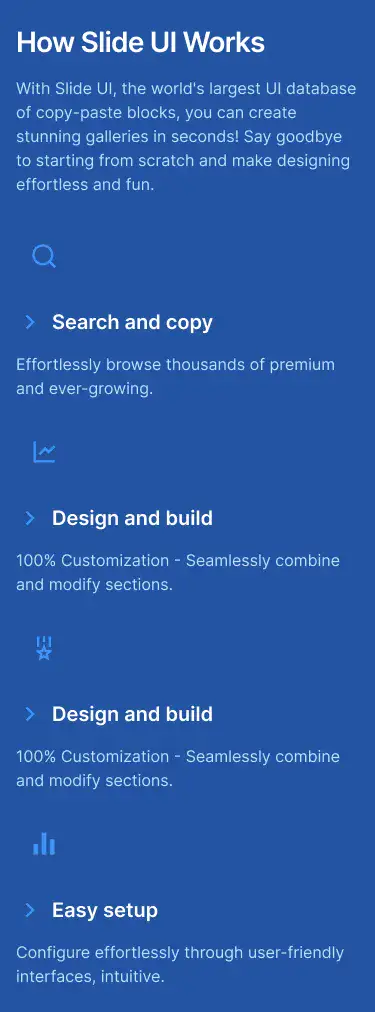 How Slide UI Works
With Slide UI, the world's largest UI database
of copy-paste blocks, you can create
stunning galleries in seconds! Say goodbye
to starting from scratch and make designing
effortless and fun.
Search and copy
Effortlessly browse thousands of premium
and ever-growing.
Design and build
100% Customization - Seamlessly combine
and modify sections.
Design and build
100% Customization - Seamlessly combine
and modify sections.
Easy setup
Configure effortlessly through user-friendly
interfaces, intuitive.